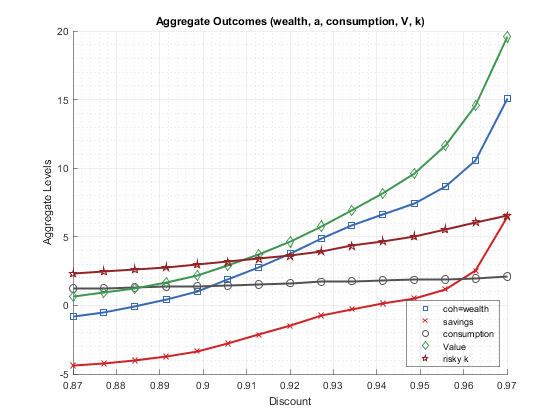 Aggregate Outcomes (wealth, a, consumption, V, k)
20
15
10
5
0
-5
Aggregate Levels
0.87 0.88 0.89 0.9 0.91 0.92 0.93 0.94 0.95 0.96 0.97
Discount
coh=wealth
savings
consumption
Value
risky k